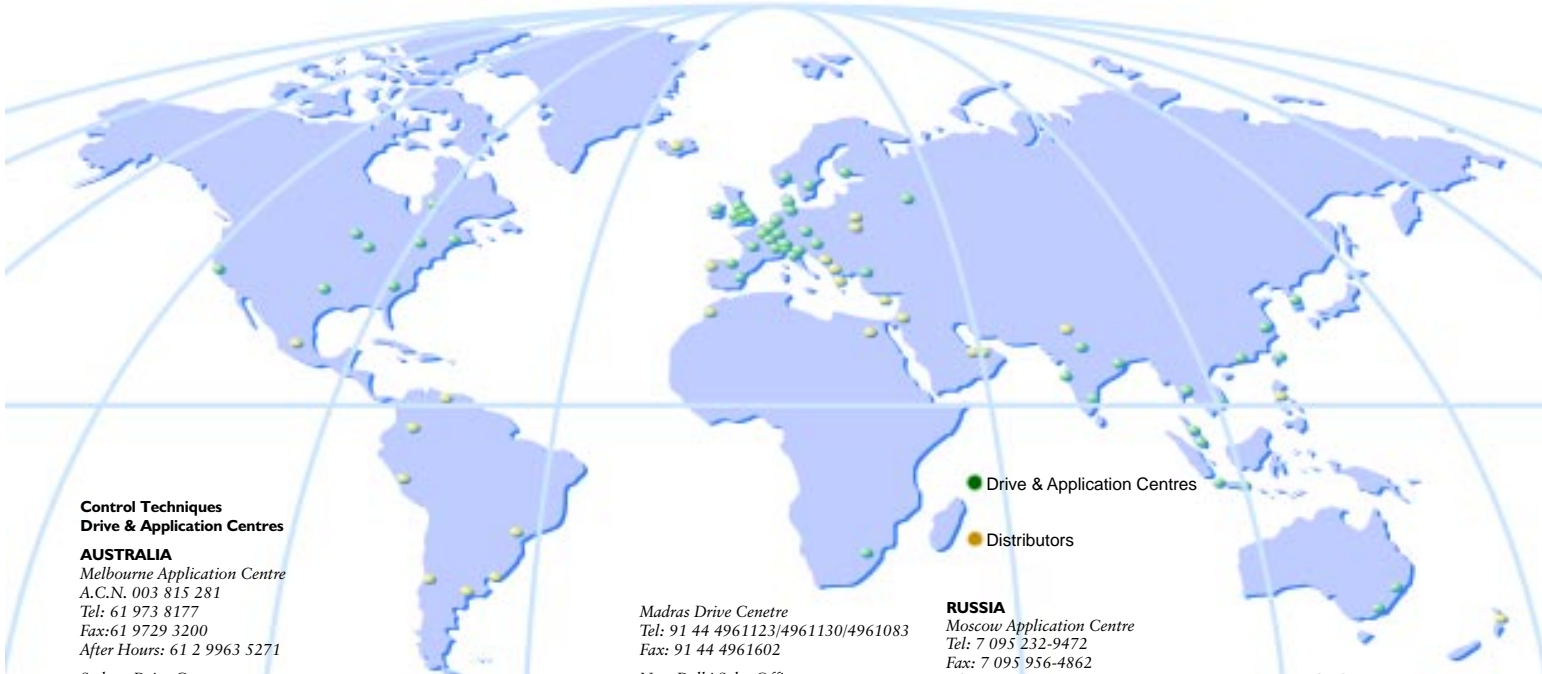 Drive & Application Centres
Distributors
Control Techniques
Drive & Application Centres
AUSTRALIA
Melbourne Application Centre
A.C.N. 003 815 281
Tel: 61 973 8177
Fax:61 9729 3200
After Hours: 61 2 9963 5271
Madras Drive Cenetre
Tel: 91 44 4961123/4961130/4961083
Fax: 91 44 4961602
RUSSIA
Moscow Application Centre
Tel: 7 095 232-9472
Fax: 7 095 956-4862